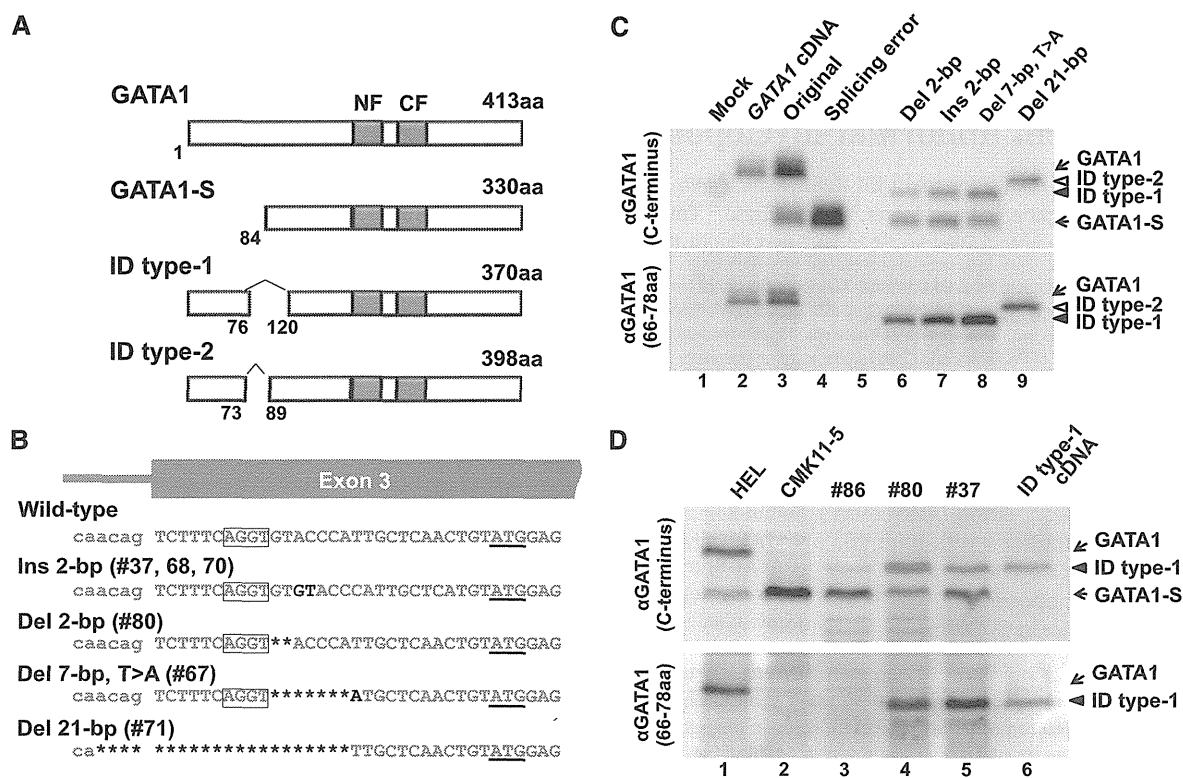 A
GATA1
NF
CF
413aa
1
GATA1-S
330aa
84
ID type-1
370aa
76
120
ID type-2
398aa
73
89
B
Exon 3
Wild-type
caacag TCTTTCAGGTGTACCCATTGCTCAACTGTATGGAG
Ins 2-bp (#37, 68, 70)
caacag TCTTTCAGGTGTGTACCCATTGCTCATGTATGGAG
Del 2-bp (#80)
caacag TCTTTCAGGT**ACCCATTGCTCAACTGTATGGAG
Del 7-bp, T>A (#67)
caacag TCTTTCAGGT*******ATGCTCAACTGTATGGAG
Del 21-bp (#71)
ca**** *****************TTGCTCAACTGTATGGAG
C
Mock
GATA1 cDNA
Original
Splicing error
Del 2-bp
Ins 2-bp
Del 7-bp, T>A
Del 21-bp
αGATA1
(C-terminus)
GATA1
ID type-2
ID type-1
GATA1-S
αGATA1
(66-78aa)
GATA1
ID type-2
ID type-1
1 2 3 4 5 6 7 8 9
D
HEL
CMK11-5
#86
#80
#37
ID type-1
cDNA
αGATA1
(C-terminus)
GATA1
ID type-1
GATA1-S
αGATA1
(66-78aa)
GATA1
ID type-1
1 2 3 4 5 6